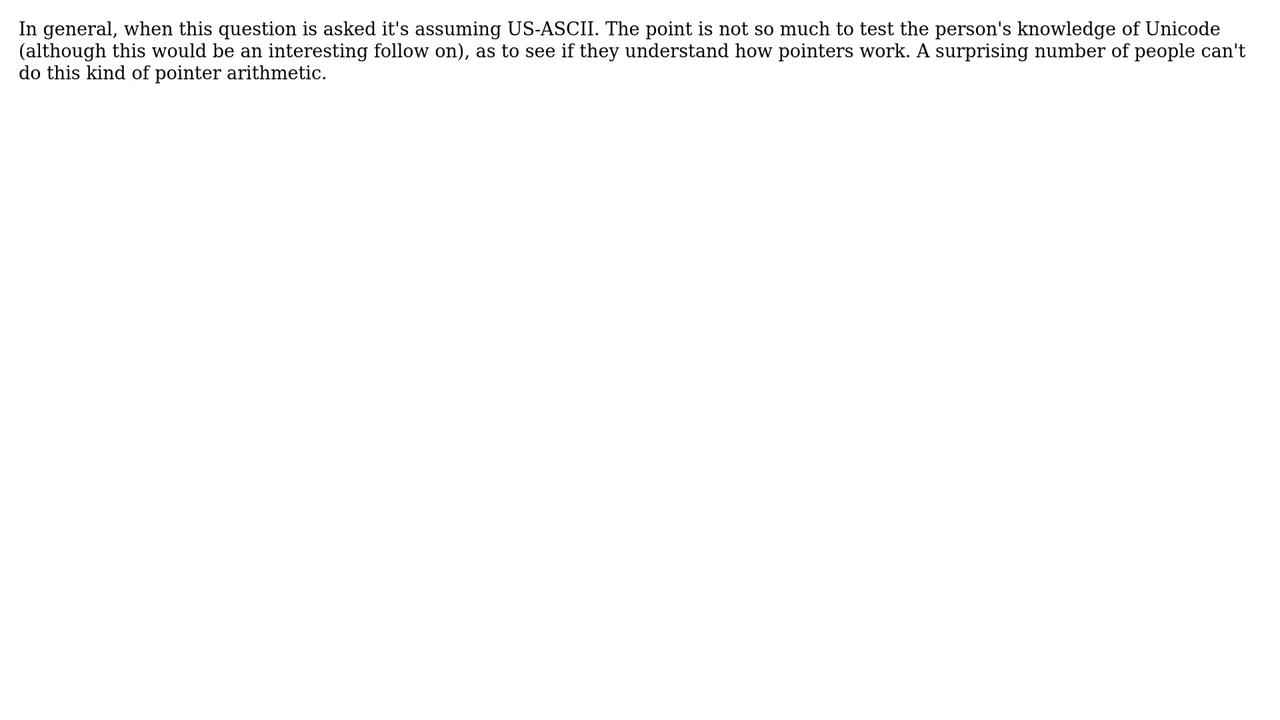 In general, when this question is asked it's assuming US-ASCII. The point is not so much to test the person's knowledge of Unicode
(although this would be an interesting follow on), as to see if they understand how pointers work. A surprising number of people can't
do this kind of pointer arithmetic.